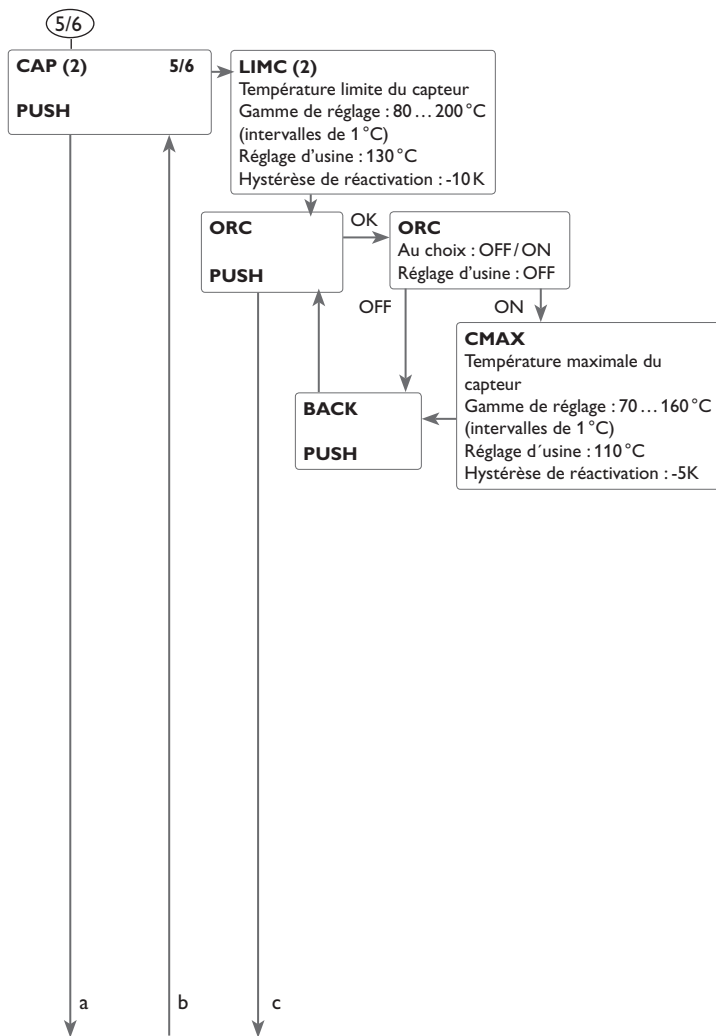 5/6
CAP (2) 5/6
PUSH
LIMC (2)
Température limite du capteur
Gamme de réglage : 80 ... 200 °C
(intervalles de 1 °C)
Réglage d'usine : 130 °C
Hystérèse de réactivation : -10 K
ORC
PUSH
OK
ORC
Au choix : OFF / ON
Réglage d'usine : OFF
OFF
ON
CMAX
Température maximale du
capteur
Gamme de réglage : 70 ... 160 °C
(intervalles de 1 °C)
Réglage d´usine : 110 °C
Hystérèse de réactivation : -5K
BACK
PUSH
a
b
c